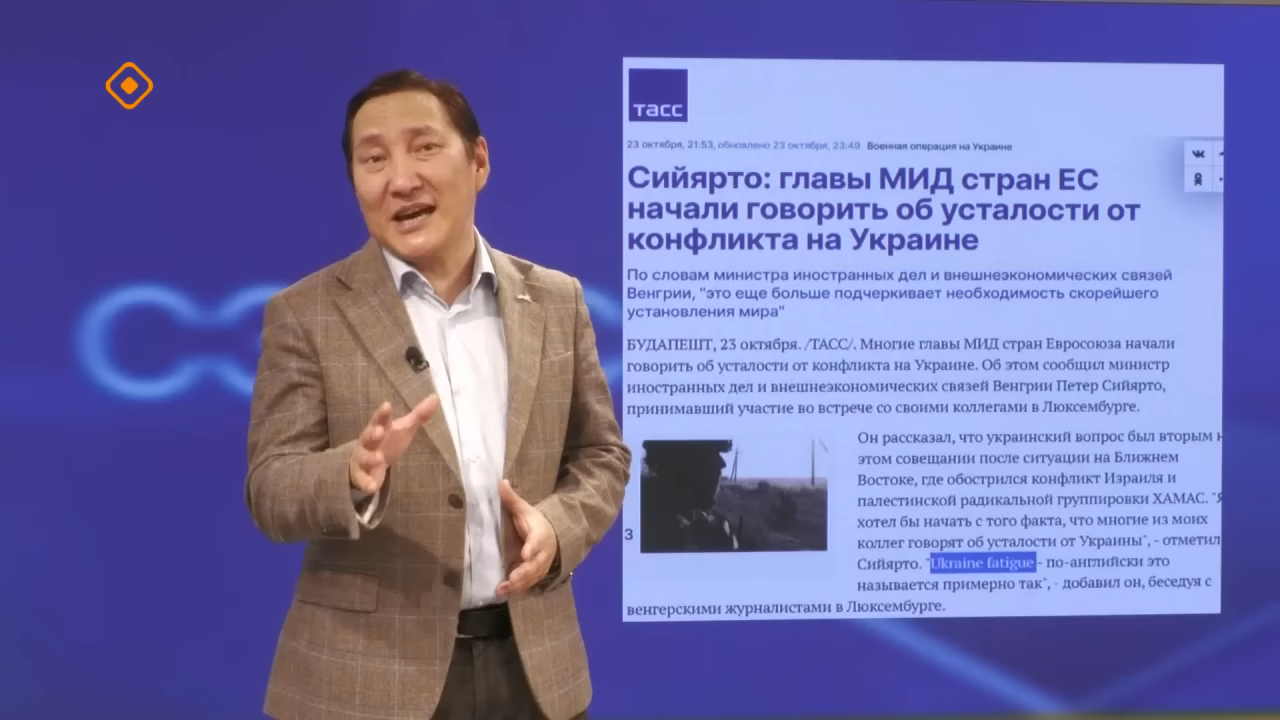 тасс
23 октября, 21:53, обновлено 23 октября, 23:49 Военная операция на Украине
Сийярто: главы МИД стран ЕС
начали говорить об усталости от
конфликта на Украине
По словам министра иностранных дел и внешнеэкономических связей
Венгрии, "это еще больше подчеркивает необходимость скорейшего
установления мира"
БУДАПЕШТ, 23 октября. /ТАСС/. Многие главы МИД стран Евросоюза начали
говорить об усталости от конфликта на Украине. Об этом сообщил министр
иностранных дел и внешнеэкономических связей Венгрии Петер Сийярто,
принимавший участие во встрече со своими коллегами в Люксембурге.
Он рассказал, что украинский вопрос был вторым н
этом совещании после ситуации на Ближнем
Востоке, где обострился конфликт Израиля и
палестинской радикальной группировки ХАМАС. "Я
хотел бы начать с того факта, что многие из моих
коллег говорят об усталости от Украины", - отметил
Сийярто. "Ukraine fatigue - по-английски это
называется примерно так", - добавил он, беседуя с
венгерскими журналистами в Люксембурге.
З